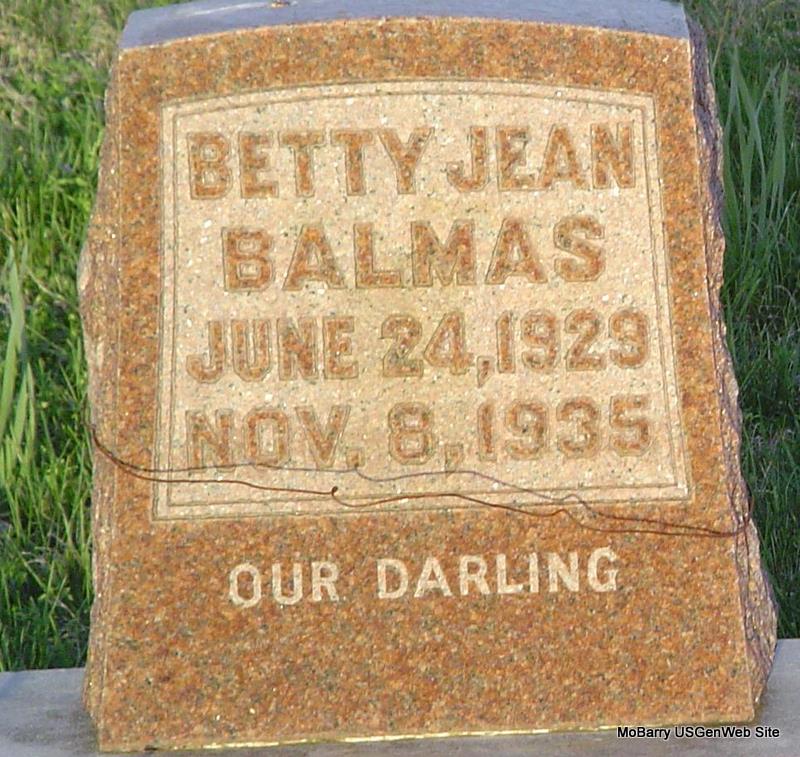 BETTY JEAN
BALMAS
JUNE 24, 1929
NOV. 8, 1935
OUR DARLING
MoBarry USGenWeb Site